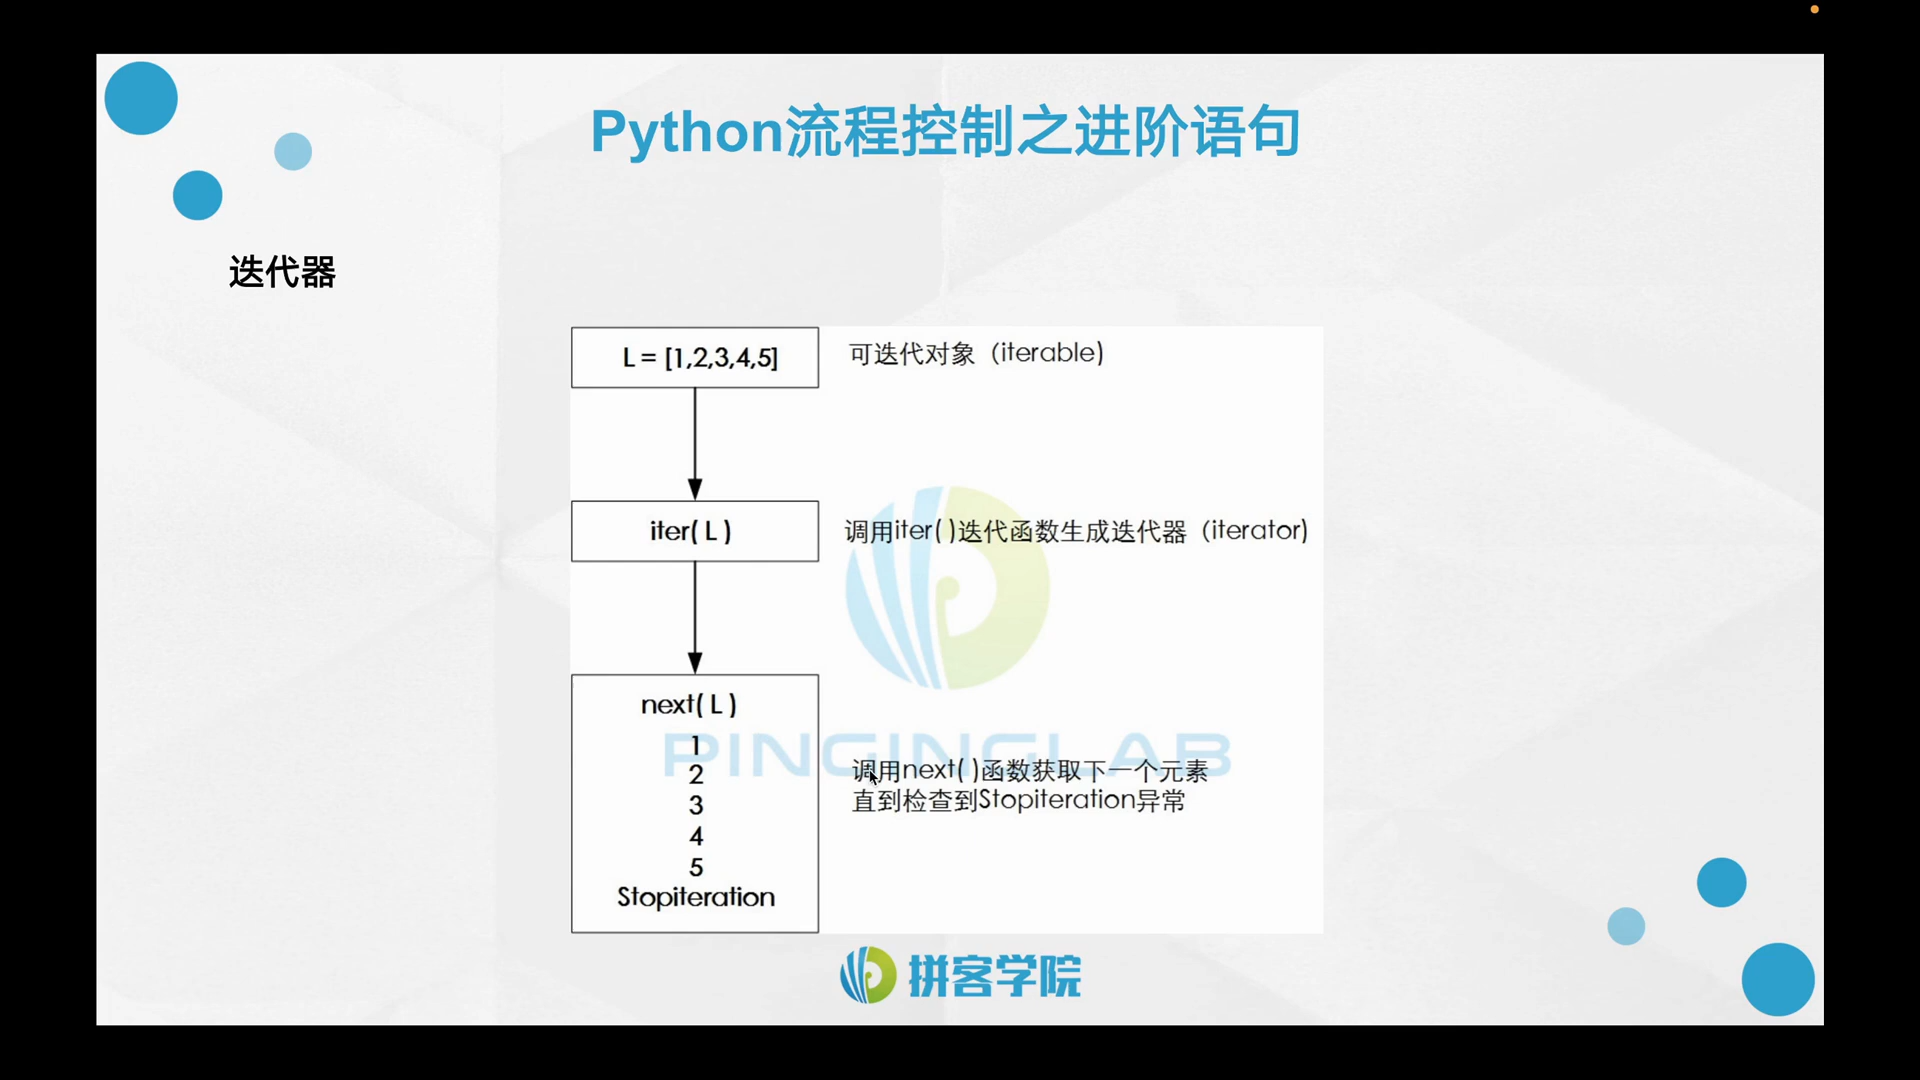 Python流程控制之进阶语句
迭代器
L = [1,2,3,4,5]
可迭代对象（iterable)
iter( L )
调用iter( )迭代函数生成迭代器（iterator)
next( L )
1
2
3
4
5
Stopiteration
调用next( )函数获取下一个元素
直到检查到Stopiteration异常
PINGINGLAB
拼客学院